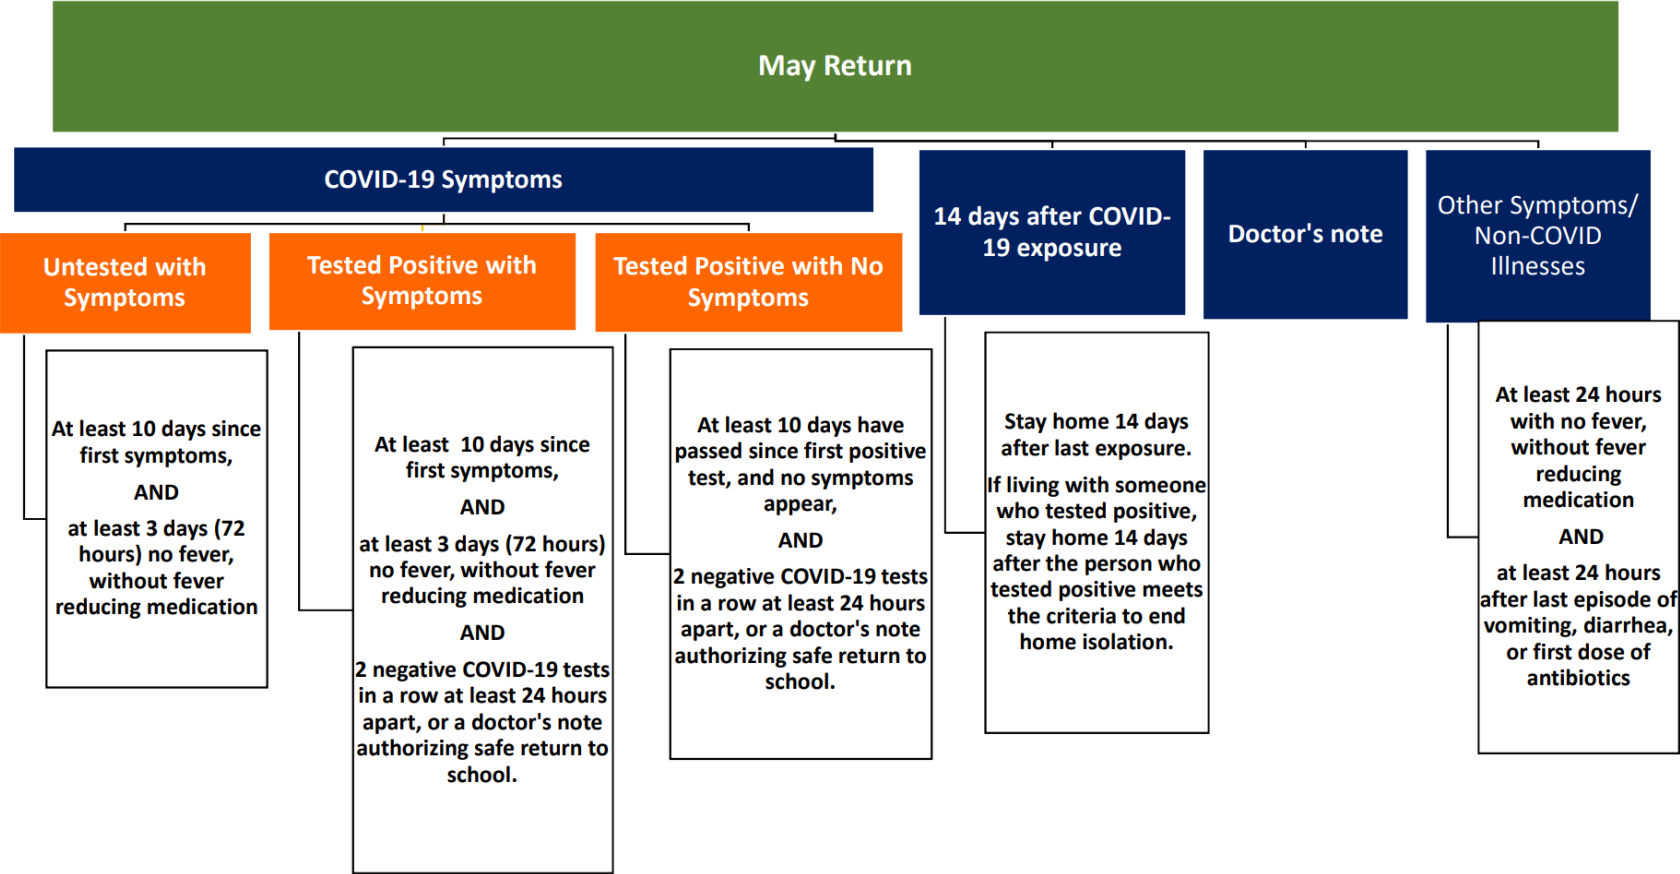 May Return
COVID-19 Symptoms
Untested with
Symptoms
At least 10 days since
first symptoms,
AND
at least 3 days (72
hours) no fever,
without fever
reducing medication
Tested Positive with
Symptoms
At least  10 days since
first symptoms,
AND
at least 3 days (72 hours)
no fever, without fever
reducing medication
AND
2 negative COVID-19 tests
in a row at least 24 hours
apart, or a doctor's note
authorizing safe return to
school.
Tested Positive with No
Symptoms
At least 10 days have
passed since first positive
test, and no symptoms
appear,
AND
2 negative COVID-19 tests
in a row at least 24 hours
apart, or a doctor's note
authorizing safe return to
school.
14 days after COVID-
19 exposure
Stay home 14 days
after last exposure.
If living with someone
who tested positive,
stay home 14 days
after the person who
tested positive meets
the criteria to end
home isolation.
Doctor's note
Other Symptoms/
Non-COVID
Illnesses
At least 24 hours
with no fever,
without fever
reducing
medication
AND
at least 24 hours
after last episode of
vomiting, diarrhea,
or first dose of
antibiotics